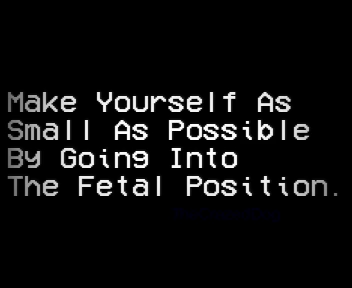 Make Yourself As
Small As Possible
By Going Into
The Fetal Position.